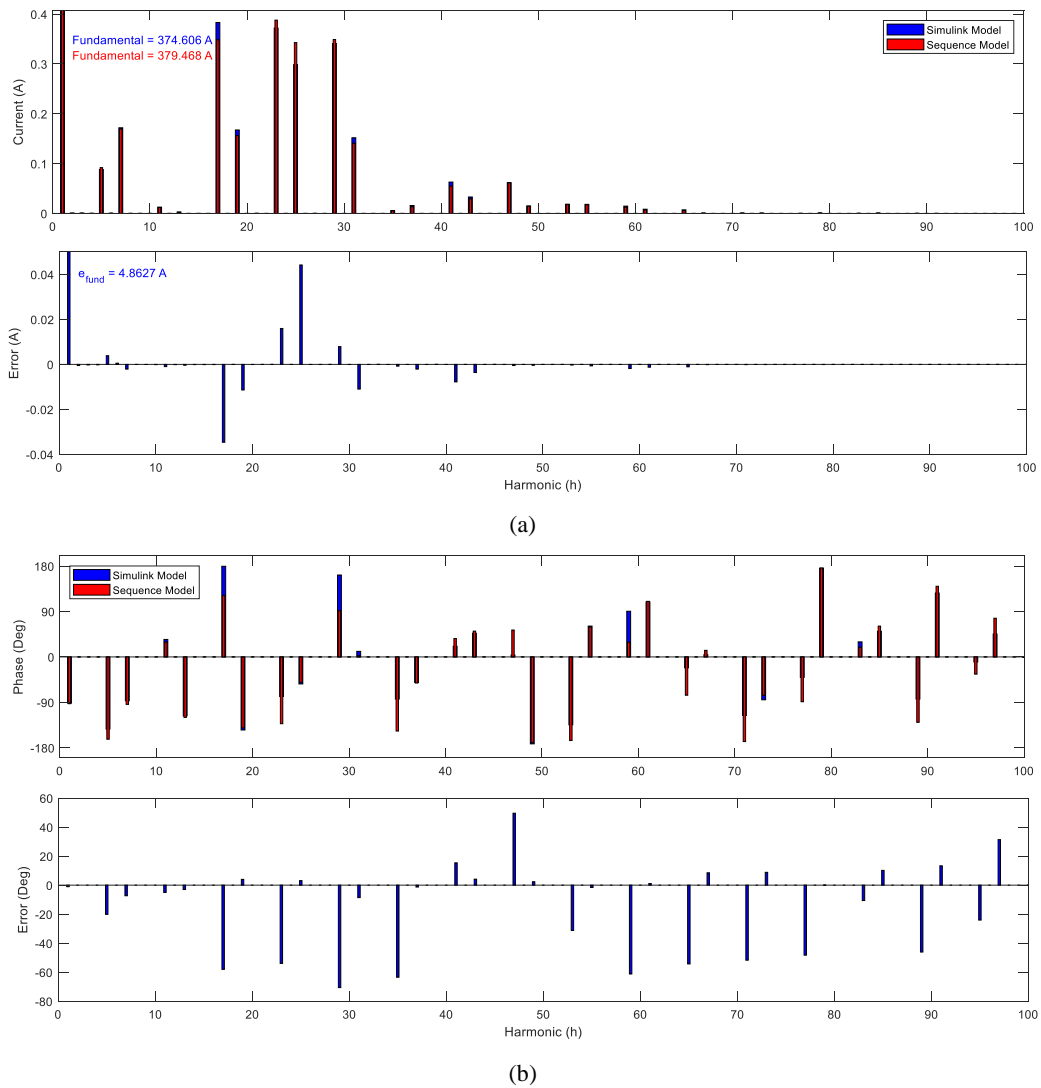 Current (A)
0.4
0.3
0.2
0.1
0
Fundamental = 374.606 A
Fundamental = 379.468 A
Simulink Model
Sequence Model
0 10 20 30 40 50 60 70 80 90 100
Error (A)
0.04
0.02
0
-0.02
-0.04
e_fund = 4.8627 A
0 10 20 30 40 50 60 70 80 90 100
Harmonic (h)
(a)
Phase (Deg)
180
90
0
-90
-180
Simulink Model
Sequence Model
0 10 20 30 40 50 60 70 80 90 100
Error (Deg)
60
40
20
0
-20
-40
-60
-80
0 10 20 30 40 50 60 70 80 90 100
Harmonic (h)
(b)